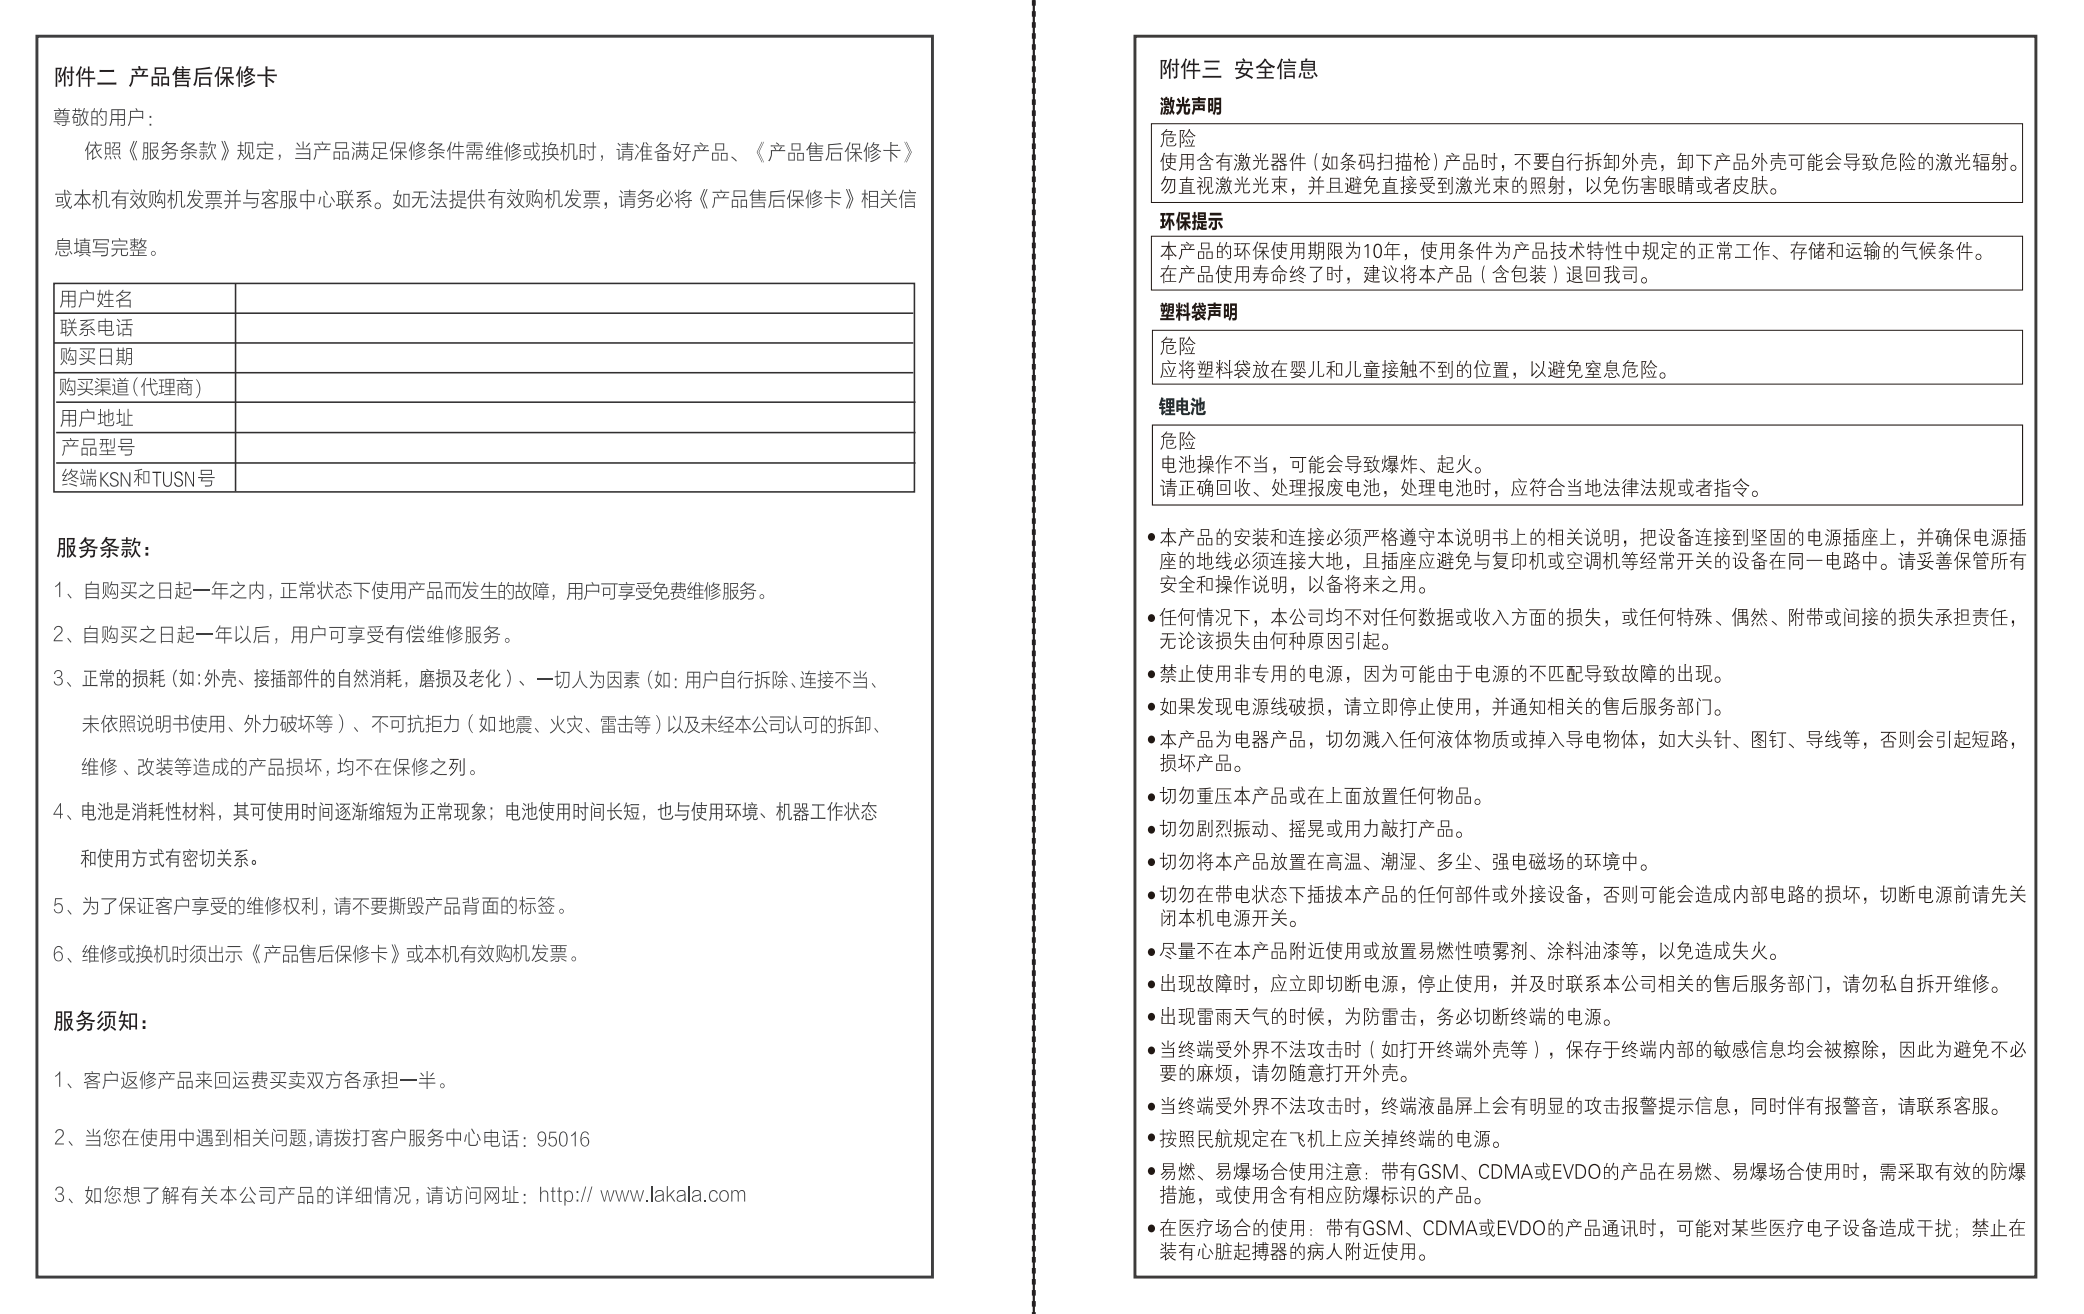 附件二 产品售后保修卡
尊敬的用户：
依照《服务条款》规定，当产品满足保修条件需维修或换机时，请准备好产品、《产品售后保修卡》
或本机有效购机发票并与客服中心联系。如无法提供有效购机发票，请务必将《产品售后保修卡》相关信
息填写完整。
用户姓名
联系电话
购买日期
购买渠道（代理商）
用户地址
产品型号
终端KSN和TUSN号
服务条款：
1、自购买之日起一年之内，正常状态下使用产品而发生的故障，用户可享受免费维修服务。
2、自购买之日起一年以后，用户可享受有偿维修服务。
3、正常的损耗（如：外壳、接插部件的自然消耗，磨损及老化）、一切人为因素（如：用户自行拆除、连接不当、
未依照说明书使用、外力破坏等）、不可抗拒力（如地震、火灾、雷击等）以及未经本公司认可的拆卸、
维修、改装等造成的产品损坏，均不在保修之列。
4、电池是消耗性材料，其可使用时间逐渐缩短为正常现象；电池使用时间长短，也与使用环境、机器工作状态
和使用方式有密切关系。
5、为了保证客户享受的维修权利，请不要撕毁产品背面的标签。
6、维修或换机时须出示《产品售后保修卡》或本机有效购机发票。
服务须知：
1、客户返修产品来回运费买卖双方各承担一半。
2、当您在使用中遇到相关问题，请拨打客户服务中心电话：95016
3、如您想了解有关本公司产品的详细情况，请访问网址：http:// www.lakala.com
附件三 安全信息
激光声明
危险
使用含有激光器件（如条码扫描枪）产品时，不要自行拆卸外壳，卸下产品外壳可能会导致危险的激光辐射。
勿直视激光光束，并且避免直接受到激光束的照射，以免伤害眼睛或者皮肤。
环保提示
本产品的环保使用期限为10年，使用条件为产品技术特性中规定的正常工作、存储和运输的气候条件。
在产品使用寿命终了时，建议将本产品（含包装）退回我司。
塑料袋声明
危险
应将塑料袋放在婴儿和儿童接触不到的位置，以避免窒息危险。
锂电池
危险
电池操作不当，可能会导致爆炸、起火。
请正确回收、处理报废电池，处理电池时，应符合当地法律法规或者指令。
●本产品的安装和连接必须严格遵守本说明书上的相关说明，把设备连接到坚固的电源插座上，并确保电源插
座的地线必须连接大地，且插座应避免与复印机或空调机等经常开关的设备在同一电路中。请妥善保管所有
安全和操作说明，以备将来之用。
●任何情况下，本公司均不对任何数据或收入方面的损失，或任何特殊、偶然、附带或间接的损失承担责任，
无论该损失由何种原因引起。
●禁止使用非专用的电源，因为可能由于电源的不匹配导致故障的出现。
●如果发现电源线破损，请立即停止使用，并通知相关的售后服务部门。
●本产品为电器产品，切勿溅入任何液体物质或掉入导电物体，如大头针、图钉、导线等，否则会引起短路，
损坏产品。
●切勿重压本产品或在上面放置任何物品。
●切勿剧烈振动、摇晃或用力敲打产品。
●切勿将本产品放置在高温、潮湿、多尘、强电磁场的环境中。
●切勿在带电状态下插拔本产品的任何部件或外接设备，否则可能会造成内部电路的损坏，切断电源前请先关
闭本机电源开关。
●尽量不在本产品附近使用或放置易燃性喷雾剂、涂料油漆等，以免造成失火。
●出现故障时，应立即切断电源，停止使用，并及时联系本公司相关的售后服务部门，请勿私自拆开维修。
●出现雷雨天气的时候，为防雷击，务必切断终端的电源。
●当终端受外界不法攻击时（如打开终端外壳等），保存于终端内部的敏感信息均会被擦除，因此为避免不必
要的麻烦，请勿随意打开外壳。
●当终端受外界不法攻击时，终端液晶屏上会有明显的攻击报警提示信息，同时伴有报警音，请联系客服。
●按照民航规定在飞机上应关掉终端的电源。
●易燃、易爆场合使用注意：带有GSM、CDMA或EVDO的产品在易燃、易爆场合使用时，需采取有效的防爆
措施，或使用含有相应防爆标识的产品。
●在医疗场合的使用：带有GSM、CDMA或EVDO的产品通讯时，可能对某些医疗电子设备造成干扰；禁止在
装有心脏起搏器的病人附近使用。